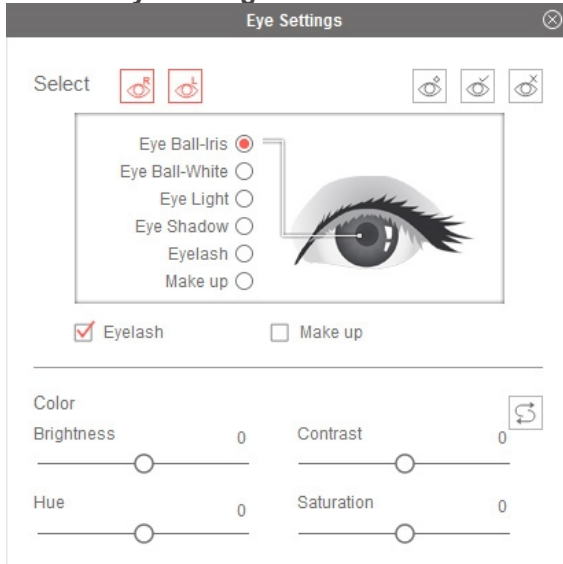 Eye Settings
Select R L
Eye Ball-Iris
Eye Ball-White
Eye Light
Eye Shadow
Eyelash
Make up
Eyelash Make up
Color
Brightness 0 Contrast 0
Hue 0 Saturation 0